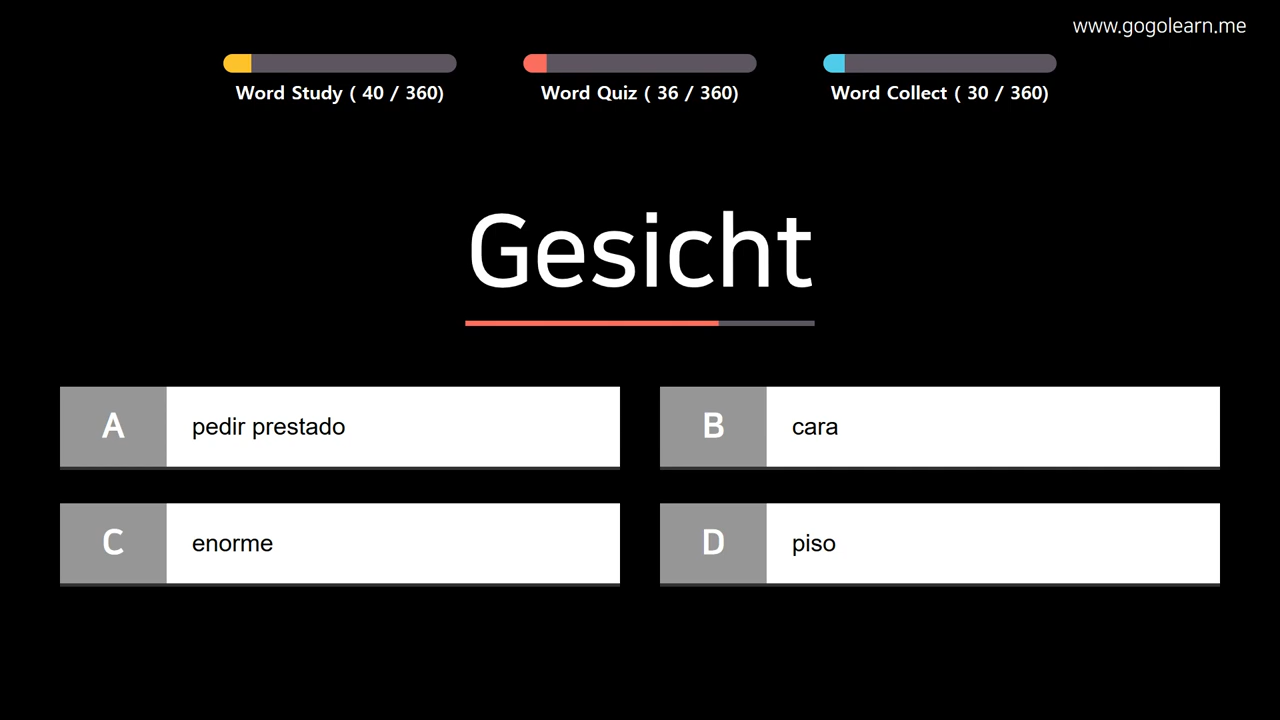 www.gogolearn.me
Word Study ( 40 / 360)
Word Quiz ( 36 / 360)
Word Collect ( 30 / 360)
Gesicht
A pedir prestado
B cara
C enorme
D piso